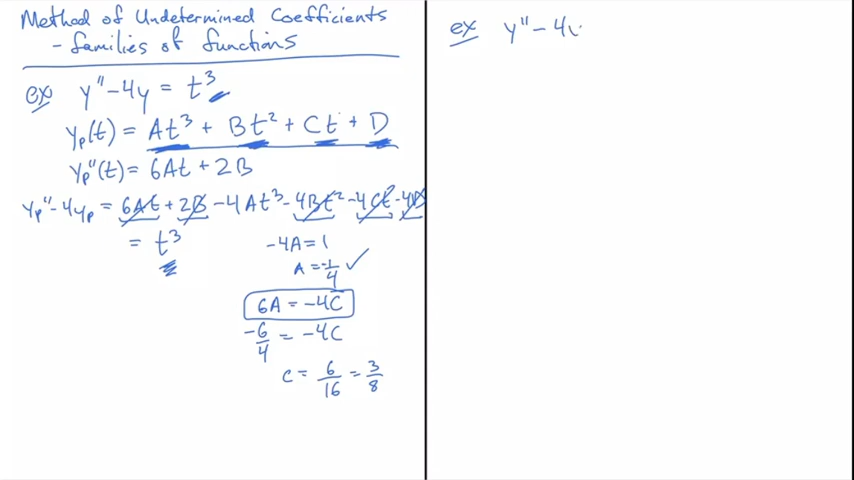 Method of Undetermined Coefficients
- families of functions
ex y'' - 4y = t³
yp(t) = At³ + Bt² + Ct + D
yp''(t) = 6At + 2B
yp'' - 4yp = 6At + 2B - 4At³ - 4Bt² - 4Ct - 4D
= t³
-4A = 1
A = -1/4 ✓
6A = -4C
-6/4 = -4C
C = 6/16 = 3/8
ex y'' - 4